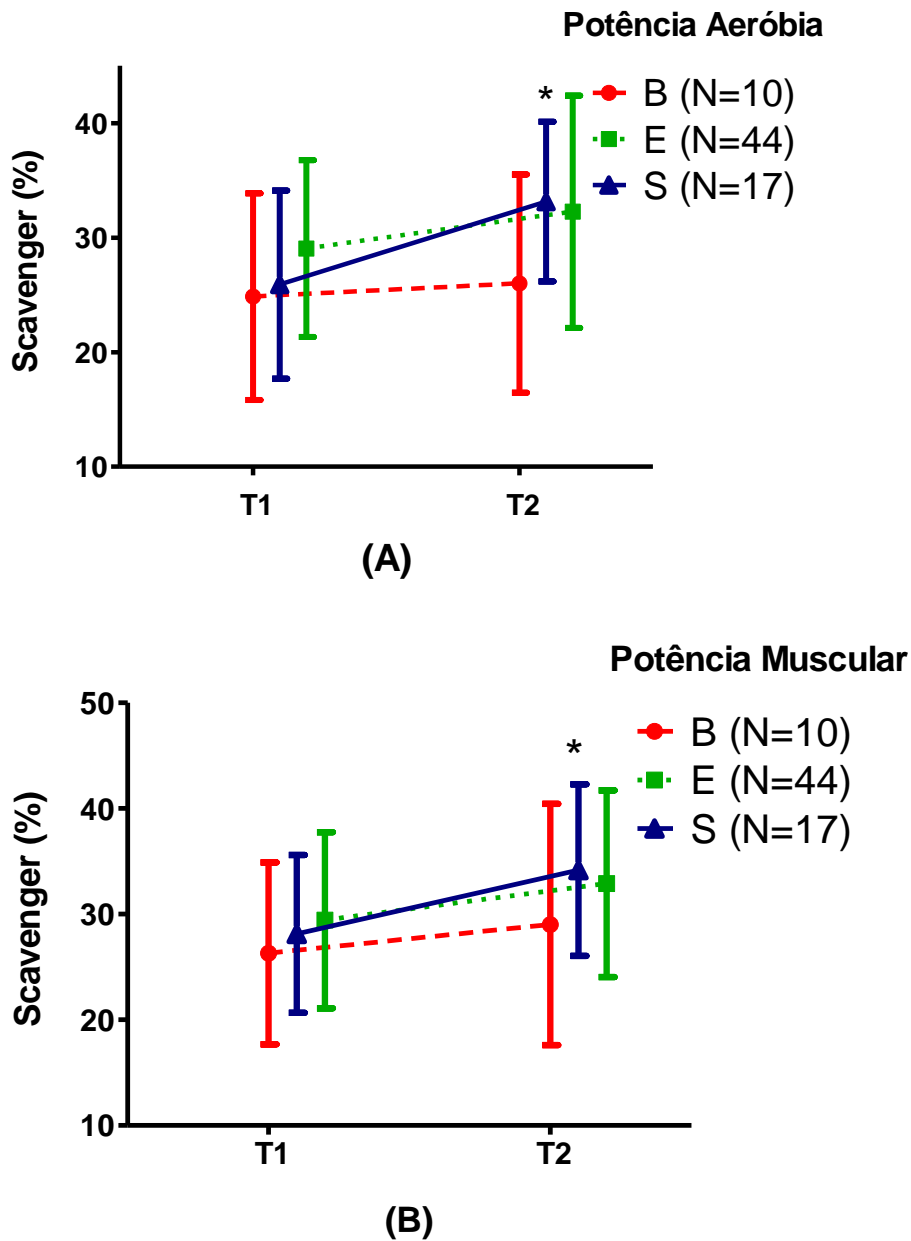 Potência Aeróbia
B (N=10)
E (N=44)
S (N=17)
*
Scavenger (%)
40
30
20
10
T1 T2
(A)
Potência Muscular
B (N=10)
E (N=44)
S (N=17)
*
Scavenger (%)
50
40
30
20
10
T1 T2
(B)